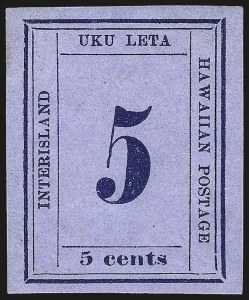 UKU LETA
INTERISLAND
5
HAWAIIAN POSTAGE
5 cents